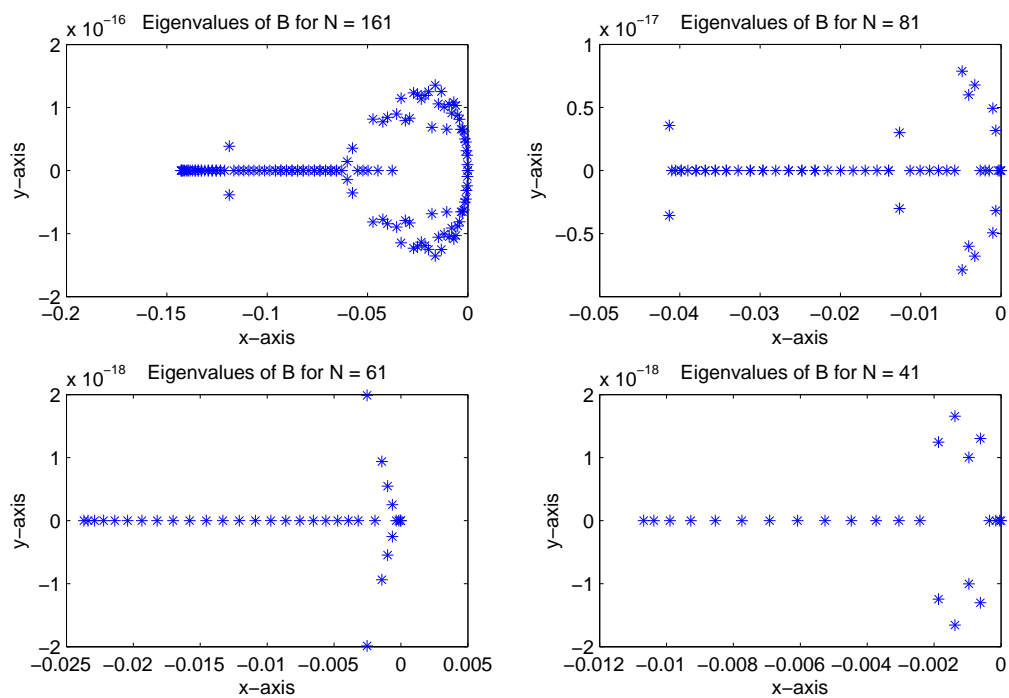 x 10−16
Eigenvalues of B for N = 161
2
1
0
−1
−2
y−axis
−0.2
−0.15
−0.1
−0.05
0
x−axis
x 10−17
Eigenvalues of B for N = 81
1
0.5
0
−0.5
y−axis
−0.05
−0.04
−0.03
−0.02
−0.01
0
x−axis
x 10−18
Eigenvalues of B for N = 61
2
1
0
−1
−2
y−axis
−0.025
−0.02
−0.015
−0.01
−0.005
0
0.005
x−axis
x 10−18
Eigenvalues of B for N = 41
2
1
0
−1
−2
y−axis
−0.012
−0.01
−0.008
−0.006
−0.004
−0.002
0
x−axis